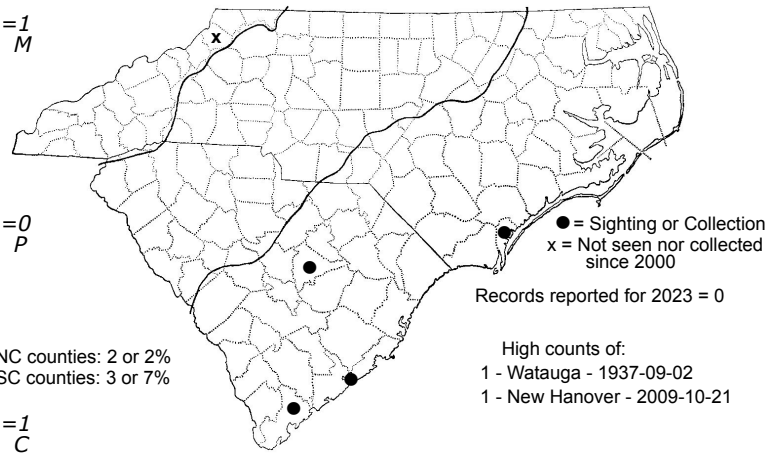 =1
M
x
=0
P
● = Sighting or Collection
x = Not seen nor collected
since 2000
Records reported for 2023 = 0
NC counties: 2 or 2%
SC counties: 3 or 7%
High counts of:
1 - Watauga - 1937-09-02
1 - New Hanover - 2009-10-21
=1
C